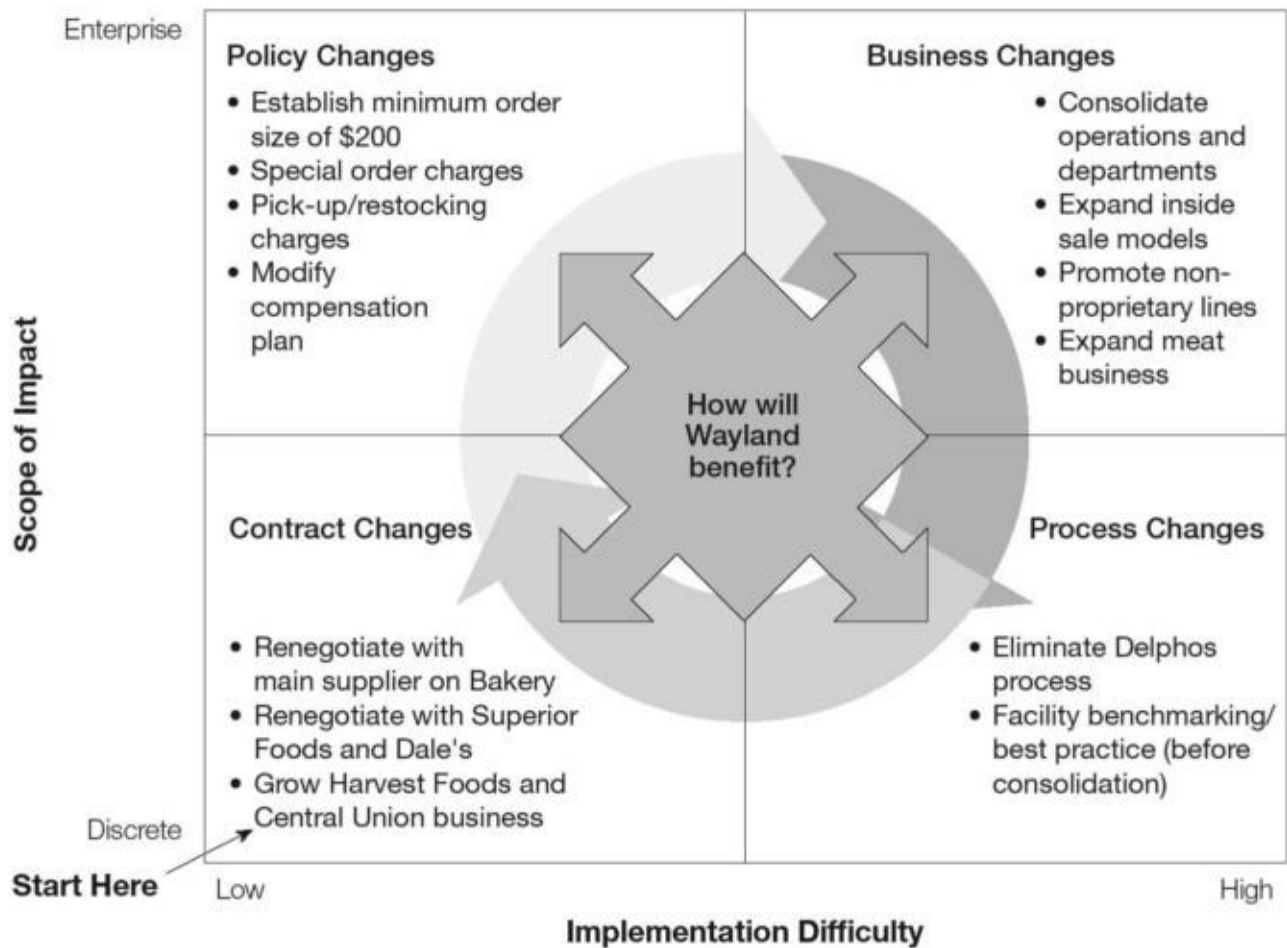 Enterprise
Policy Changes
• Establish minimum order
size of $200
• Special order charges
• Pick-up/restocking
charges
• Modify
compensation
plan
Business Changes
• Consolidate
operations and
departments
• Expand inside
sale models
• Promote non-
proprietary lines
• Expand meat
business
Scope of Impact
How will
Wayland
benefit?
Contract Changes
• Renegotiate with
main supplier on Bakery
• Renegotiate with Superior
Foods and Dale's
• Grow Harvest Foods and
Central Union business
Process Changes
• Eliminate Delphos
process
• Facility benchmarking/
best practice (before
consolidation)
Discrete
Start Here
Low
High
Implementation Difficulty